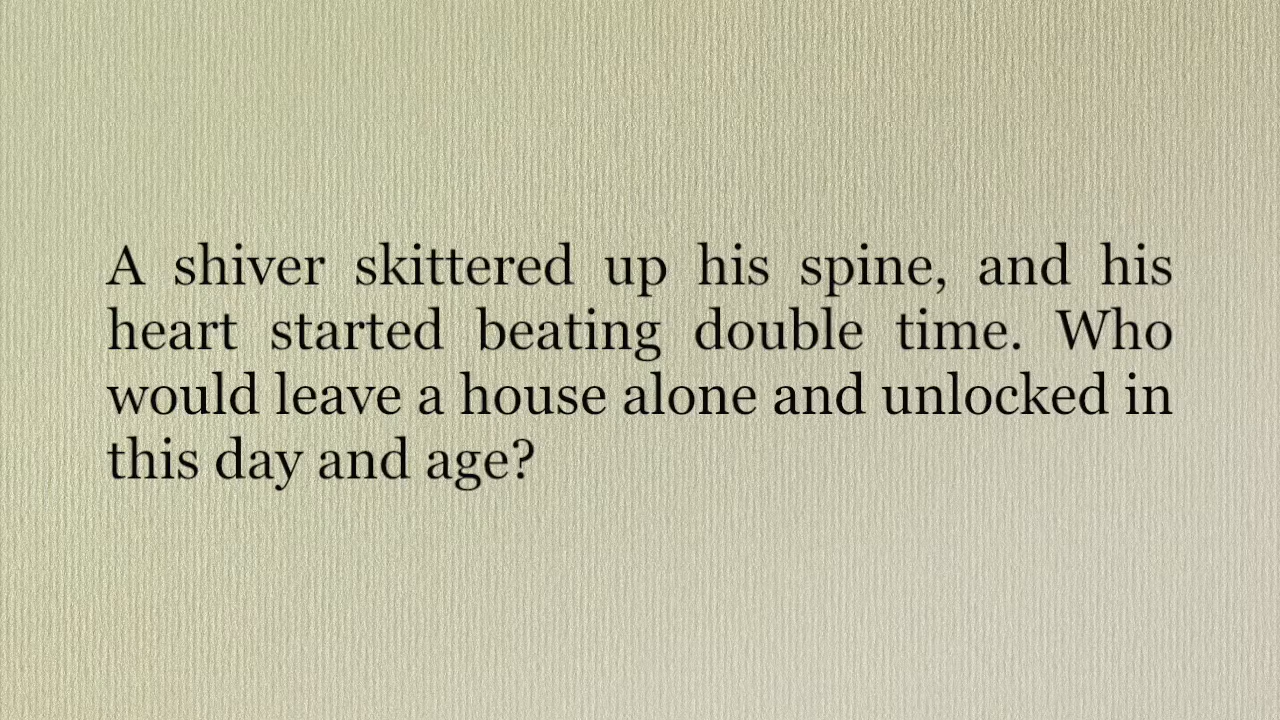 A shiver skittered up his spine, and his
heart started beating double time. Who
would leave a house alone and unlocked in
this day and age?